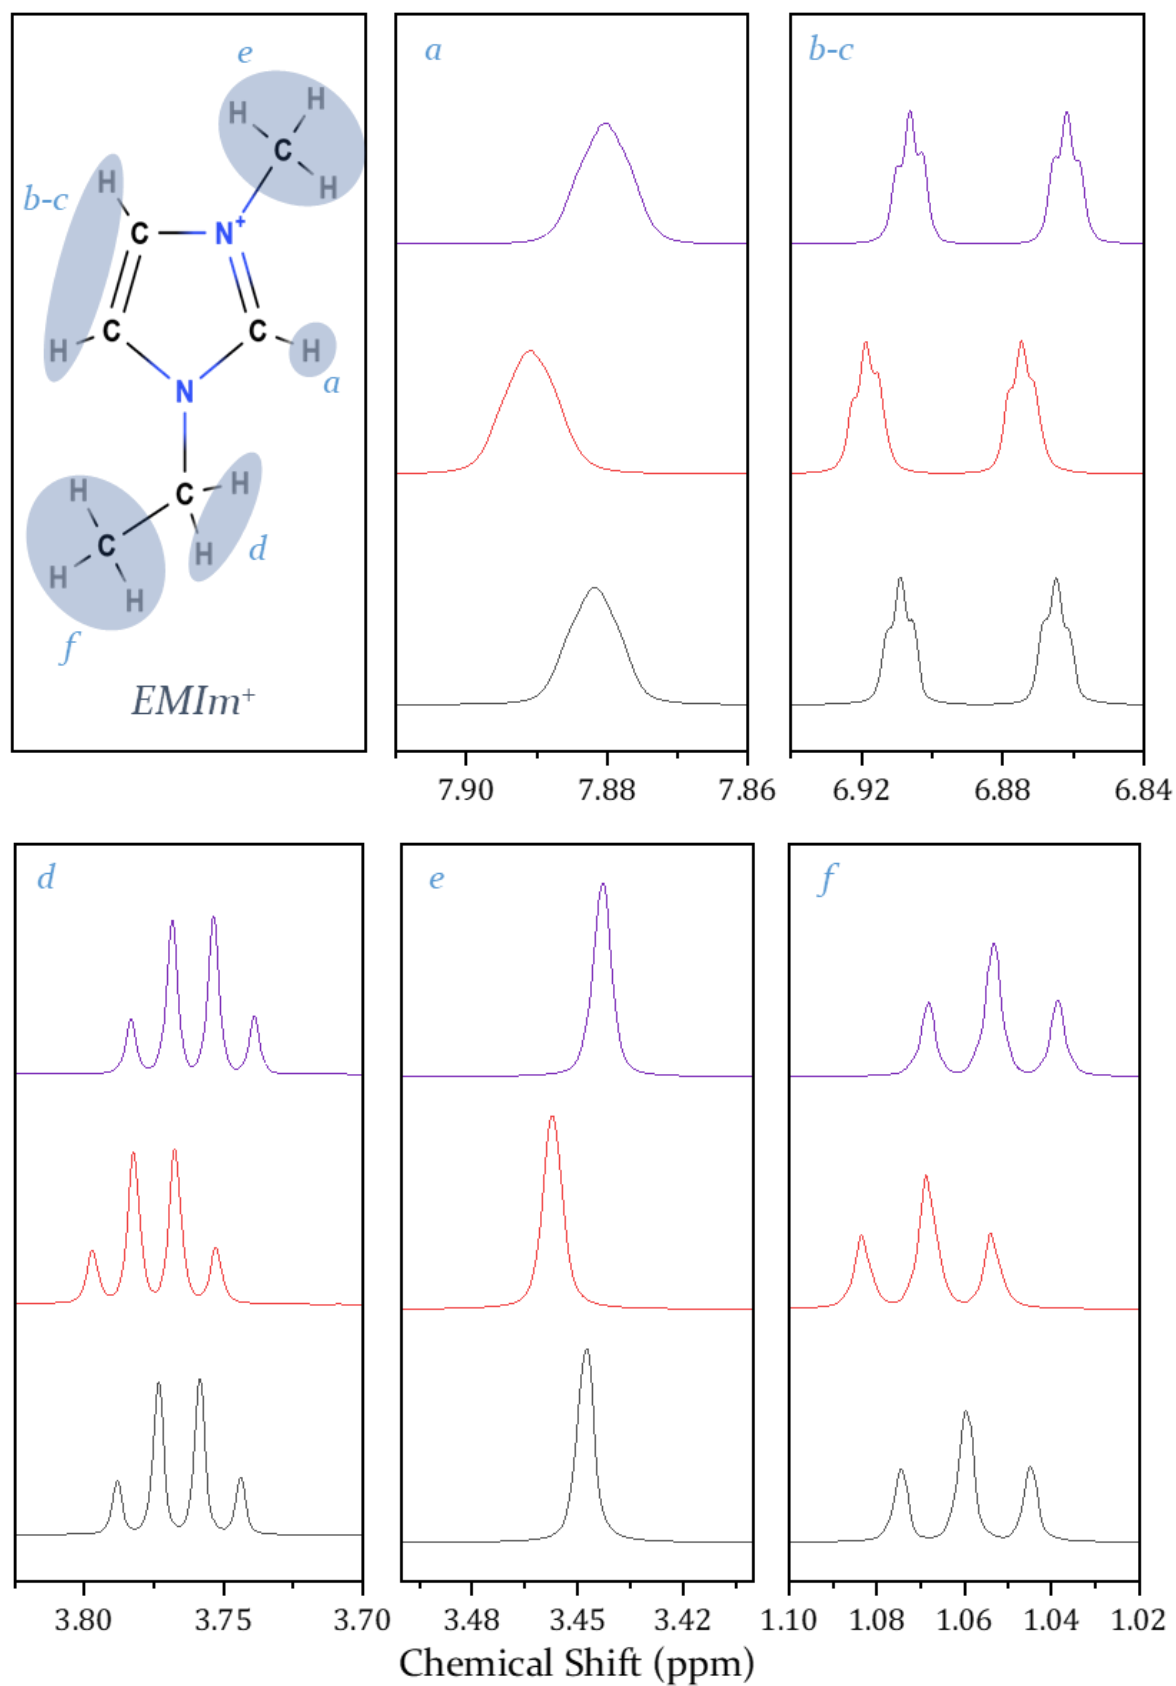 e
H
H
C
H
b-c
H
C
N+
H
C
C
H
a
N
H
C
H
H
d
C
H
H
H
f
EMIm+
a
7.90 7.88 7.86
b-c
6.92 6.88 6.84
d
3.80 3.75 3.70
e
3.48 3.45 3.42
f
1.10 1.08 1.06 1.04 1.02
Chemical Shift (ppm)